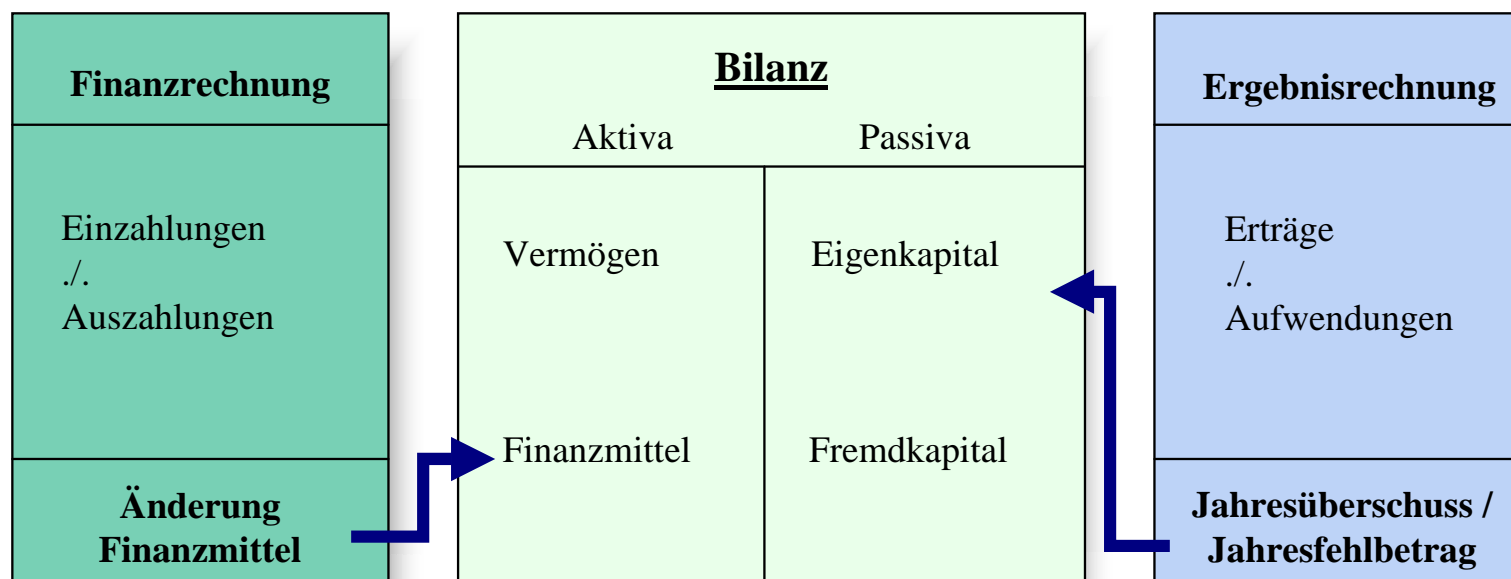 Finanzrechnung
Einzahlungen
./.
Auszahlungen
Änderung
Finanzmittel
Bilanz
Aktiva
Passiva
Vermögen
Eigenkapital
Finanzmittel
Fremdkapital
Ergebnisrechnung
Erträge
./.
Aufwendungen
Jahresüberschuss /
Jahresfehlbetrag